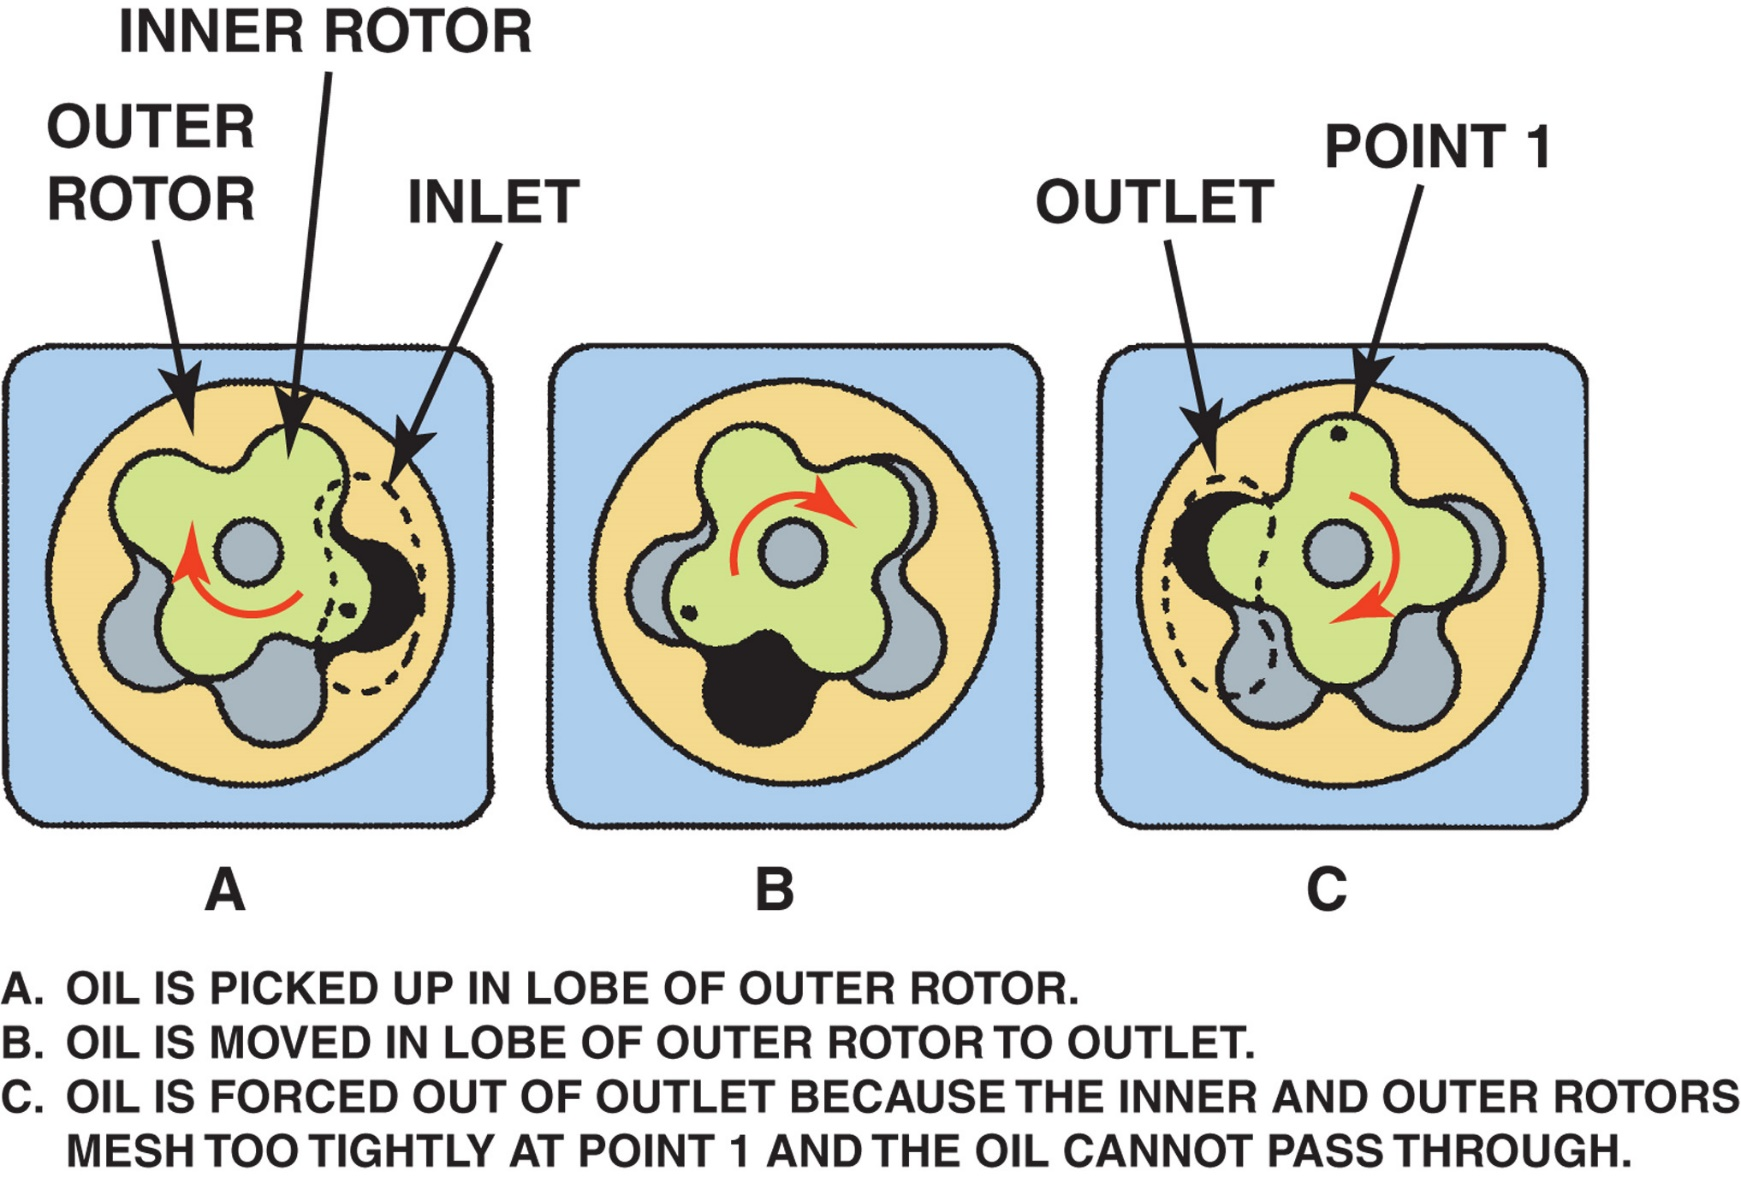 INNER ROTOR
OUTER
ROTOR
INLET
OUTLET
POINT 1
A
B
C
A. OIL IS PICKED UP IN LOBE OF OUTER ROTOR.
B. OIL IS MOVED IN LOBE OF OUTER ROTOR TO OUTLET.
C. OIL IS FORCED OUT OF OUTLET BECAUSE THE INNER AND OUTER ROTORS
MESH TOO TIGHTLY AT POINT 1 AND THE OIL CANNOT PASS THROUGH.